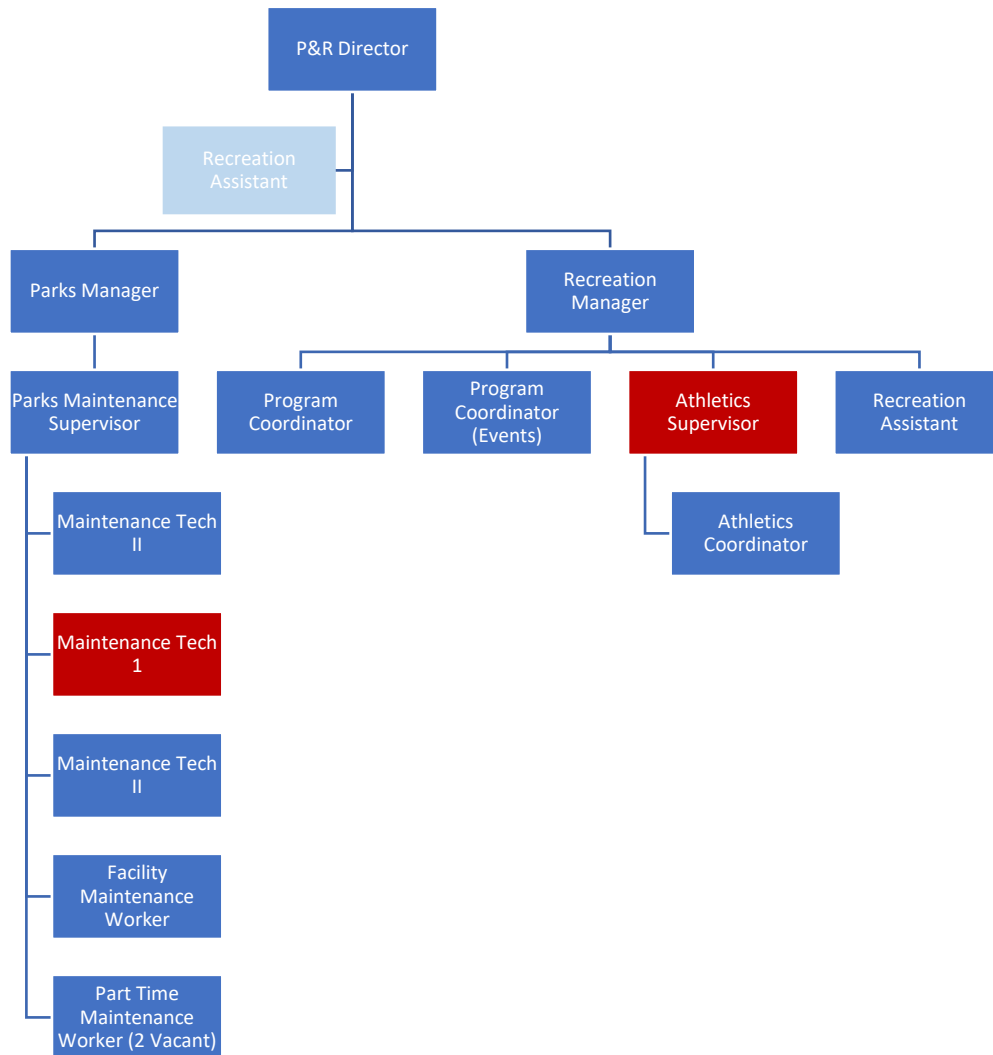 P&R Director
Recreation
Assistant
Parks Manager
Recreation
Manager
Parks Maintenance
Supervisor
Program
Coordinator
Program
Coordinator
(Events)
Athletics
Supervisor
Recreation
Assistant
Maintenance Tech
II
Athletics
Coordinator
Maintenance Tech
1
Maintenance Tech
II
Facility
Maintenance
Worker
Part Time
Maintenance
Worker (2 Vacant)